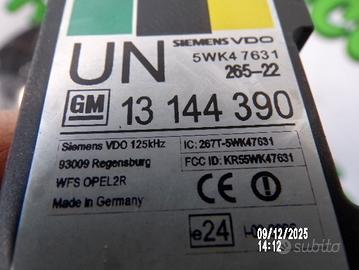 SIEMENS VDO
UN
5WK4 7631
265-22
GM 13 144 390
Siemens VDO 125kHz
93009 Regensburg
WFS OPEL2R
Made in Germany
IC: 267T-5WK47631
FCC ID: KR55WK47631
CE
e24
09/12/2025
14:12
subito